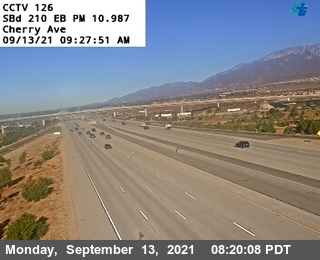 CCTV 126
SBd 210 EB PM 10.987
Cherry Ave
09/13/21 09:27:51 AM
Monday, September 13, 2021 08:20:08 PDT